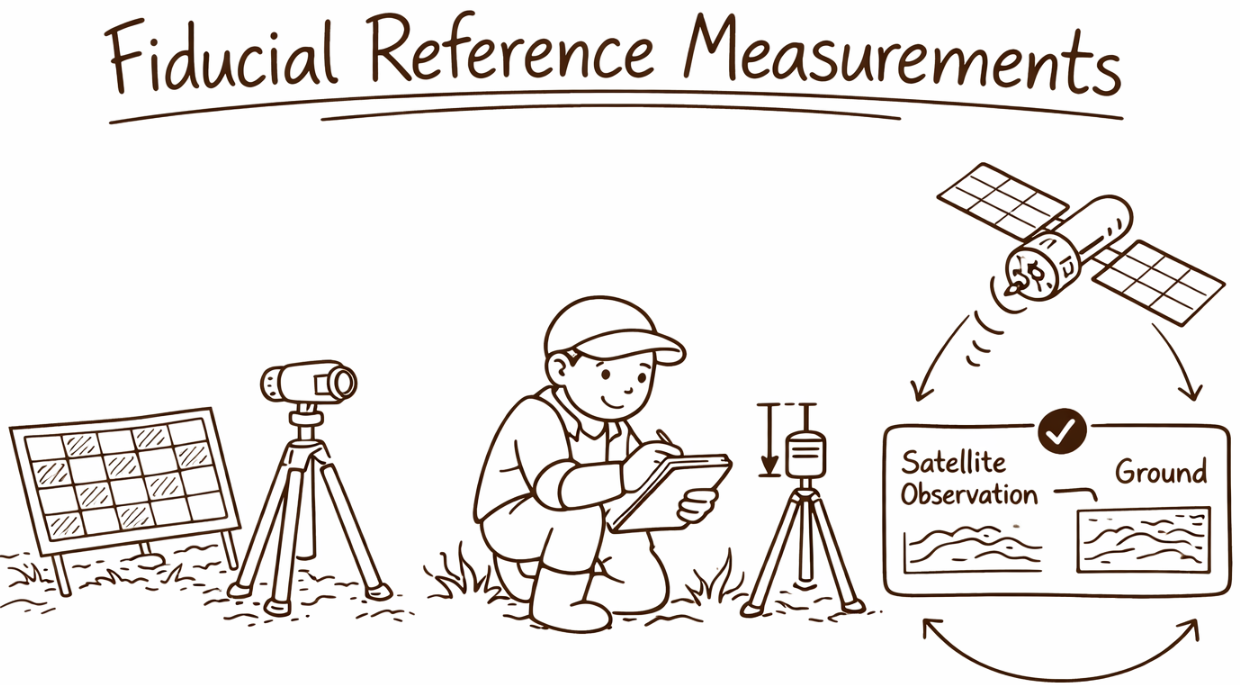 Fiducial Reference Measurements
Satellite
Observation
Ground